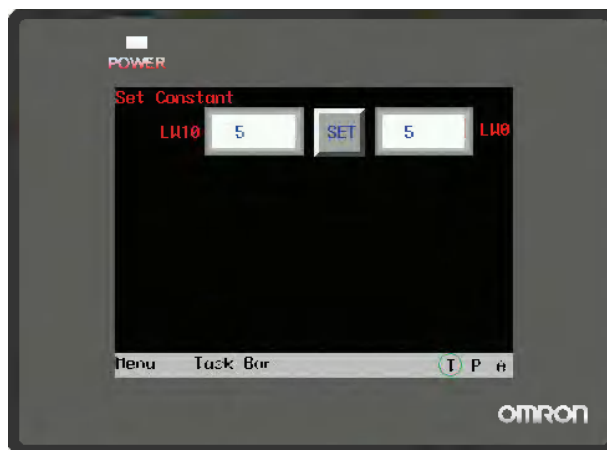 POWER
Set Constant
LW10 5 SET 5 LW0
Menu Task Bar T P A
omron